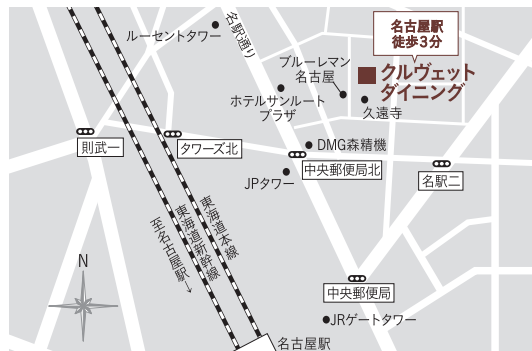 ルーセントタワー
名駅通り
名古屋駅
徒歩3分
ブルーレマン
名古屋
クルヴェット
ダイニング
ホテルサンルート
プラザ
久遠寺
則武一
タワーズ北
DMG森精機
中央郵便局北
名駅二
JPタワー
東海道本線
東海道新幹線
至名古屋駅→
N
中央郵便局
JRゲートタワー
名古屋駅